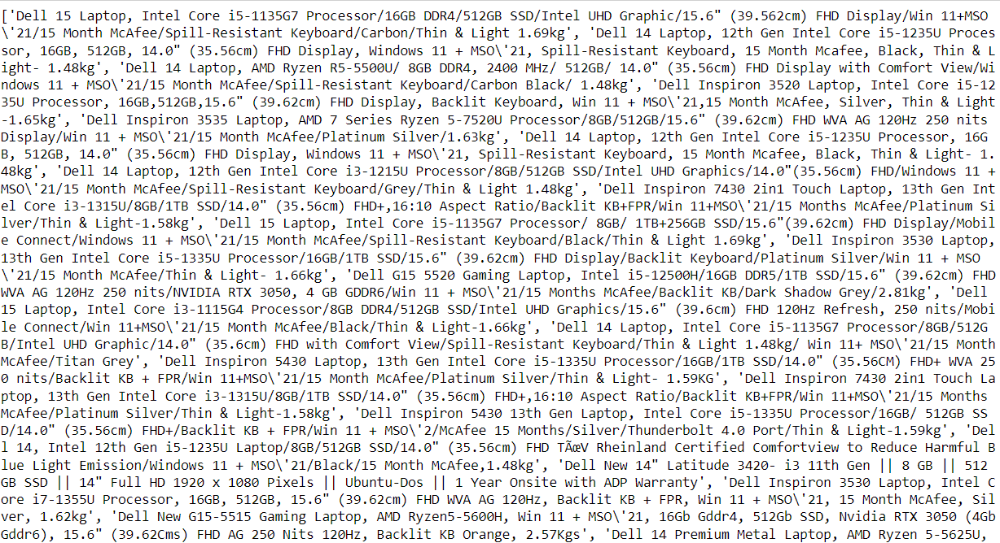 ['Dell 15 Laptop, Intel Core i5-1135G7 Processor/16GB DDR4/512GB SSD/Intel UHD Graphic/15.6" (39.562cm) FHD Display/Win 11+MSO
\'21/15 Month McAfee/Spill-Resistant Keyboard/Carbon/Thin & Light 1.69kg', 'Dell 14 Laptop, 12th Gen Intel Core i5-1235U Proces
sor, 16GB, 512GB, 14.0" (35.56cm) FHD Display, Windows 11 + MSO\'21, Spill-Resistant Keyboard, 15 Month Mcafee, Black, Thin & L
ight- 1.48kg', 'Dell 14 Laptop, AMD Ryzen R5-5500U/ 8GB DDR4, 2400 MHz/ 512GB/ 14.0" (35.56cm) FHD Display with Comfort View/Wi
ndows 11 + MSO\'21/15 Month McAfee/Spill-Resistant Keyboard/Carbon Black/ 1.48kg', 'Dell Inspiron 3520 Laptop, Intel Core i5-12
35U Processor, 16GB,512GB,15.6" (39.62cm) FHD Display, Backlit Keyboard, Win 11 + MSO\'21,15 Month McAfee, Silver, Thin & Light
-1.65kg', 'Dell Inspiron 3535 Laptop, AMD 7 Series Ryzen 5-7520U Processor/8GB/512GB/15.6" (39.62cm) FHD WVA AG 120Hz 250 nits
Display/Win 11 + MSO\'21/15 Month McAfee/Platinum Silver/1.63kg', 'Dell 14 Laptop, 12th Gen Intel Core i5-1235U Processor, 16G
B, 512GB, 14.0" (35.56cm) FHD Display, Windows 11 + MSO\'21, Spill-Resistant Keyboard, 15 Month Mcafee, Black, Thin & Light- 1.
48kg', 'Dell 14 Laptop, 12th Gen Intel Core i3-1215U Processor/8GB/512GB SSD/Intel UHD Graphics/14.0"(35.56cm) FHD/Windows 11 +
MSO\'21/15 Month McAfee/Spill-Resistant Keyboard/Grey/Thin & Light 1.48kg', 'Dell Inspiron 7430 2in1 Touch Laptop, 13th Gen Int
el Core i3-1315U/8GB/1TB SSD/14.0" (35.56cm) FHD+,16:10 Aspect Ratio/Backlit KB+FPR/Win 11+MSO\'21/15 Months McAfee/Platinum Si
lver/Thin & Light-1.58kg', 'Dell 15 Laptop, Intel Core i5-1135G7 Processor/ 8GB/ 1TB+256GB SSD/15.6"(39.62cm) FHD Display/Mobil
e Connect/Windows 11 + MSO\'21/15 Month McAfee/Spill-Resistant Keyboard/Black/Thin & Light 1.69kg', 'Dell Inspiron 3530 Laptop,
13th Gen Intel Core i5-1335U Processor/16GB/1TB SSD/15.6" (39.62cm) FHD Display/Backlit Keyboard/Platinum Silver/Win 11 + MSO
\'21/15 Month McAfee/Thin & Light- 1.66kg', 'Dell G15 5520 Gaming Laptop, Intel i5-12500H/16GB DDR5/1TB SSD/15.6" (39.62cm) FHD
WVA AG 120Hz 250 nits/NVIDIA RTX 3050, 4 GB GDDR6/Win 11 + MSO\'21/15 Months McAfee/Backlit KB/Dark Shadow Grey/2.81kg', 'Dell
15 Laptop, Intel Core i3-1115G4 Processor/8GB DDR4/512GB SSD/Intel UHD Graphics/15.6" (39.6cm) FHD 120Hz Refresh, 250 nits/Mobi
le Connect/Win 11+MSO\'21/15 Month McAfee/Black/Thin & Light-1.66kg', 'Dell 14 Laptop, Intel Core i5-1135G7 Processor/8GB/512G
B/Intel UHD Graphic/14.0" (35.6cm) FHD with Comfort View/Spill-Resistant Keyboard/Thin & Light 1.48kg/ Win 11+ MSO\'21/15 Month
McAfee/Titan Grey', 'Dell Inspiron 5430 Laptop, 13th Gen Intel Core i5-1335U Processor/16GB/1TB SSD/14.0" (35.56CM) FHD+ WVA 25
0 nits/Backlit KB + FPR/Win 11+MSO\'21/15 Month McAfee/Platinum Silver/Thin & Light- 1.59KG', 'Dell Inspiron 7430 2in1 Touch La
ptop, 13th Gen Intel Core i3-1315U/8GB/1TB SSD/14.0" (35.56cm) FHD+,16:10 Aspect Ratio/Backlit KB+FPR/Win 11+MSO\'21/15 Months
McAfee/Platinum Silver/Thin & Light-1.58kg', 'Dell Inspiron 5430 13th Gen Laptop, Intel Core i5-1335U Processor/16GB/ 512GB SS
D/14.0" (35.56cm) FHD+/Backlit KB + FPR/Win 11 + MSO\'2/McAfee 15 Months/Silver/Thunderbolt 4.0 Port/Thin & Light-1.59kg', 'Del
l 14, Intel 12th Gen i5-1235U Laptop/8GB/512GB SSD/14.0" (35.56cm) FHD TÃœV Rheinland Certified Comfortview to Reduce Harmful B
lue Light Emission/Windows 11 + MSO\'21/Black/15 Month McAfee,1.48kg', 'Dell New 14" Latitude 3420- i3 11th Gen || 8 GB || 512
GB SSD || 14" Full HD 1920 x 1080 Pixels || Ubuntu-Dos || 1 Year Onsite with ADP Warranty', 'Dell Inspiron 3530 Laptop, Intel C
ore i7-1355U Processor, 16GB, 512GB, 15.6" (39.62cm) FHD WVA AG 120Hz, Backlit KB + FPR, Win 11 + MSO\'21, 15 Month McAfee, Sil
ver, 1.62kg', 'Dell New G15-5515 Gaming Laptop, AMD Ryzen5-5600H, Win 11 + MSO\'21, 16Gb Gddr4, 512Gb SSD, Nvidia RTX 3050 (4Gb
Gddr6), 15.6" (39.62Cms) FHD AG 250 Nits 120Hz, Backlit KB Orange, 2.57Kgs', 'Dell 14 Premium Metal Laptop, AMD Ryzen 5-5625U,